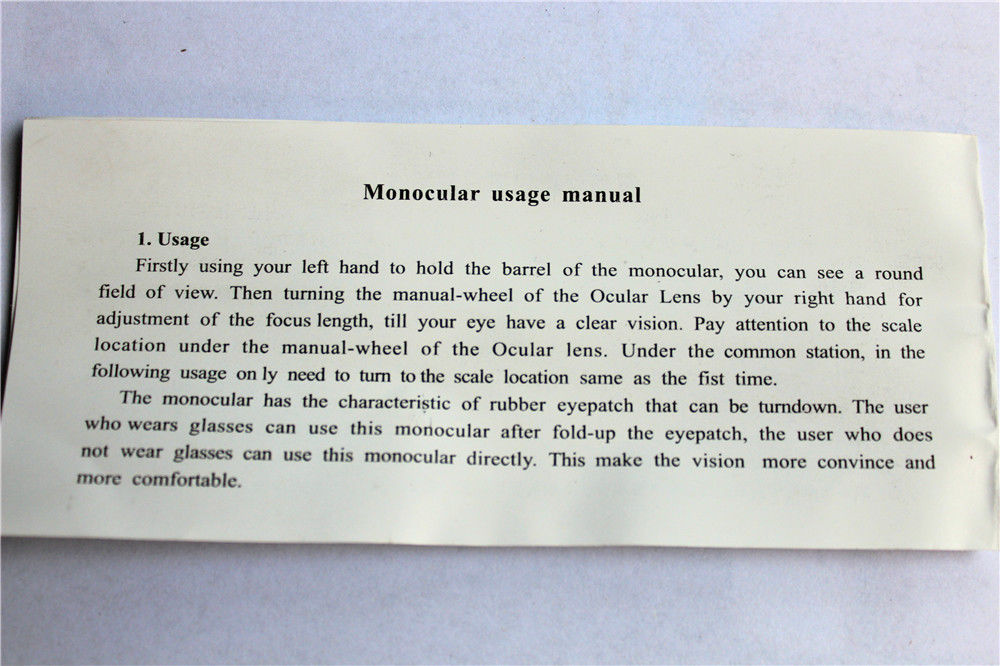 Monocular usage manual
1. Usage
Firstly using your left hand to hold the barrel of the monocular, you can see a round
field of view. Then turning the manual-wheel of the Ocular Lens by your right hand for
adjustment of the focus length, till your eye have a clear vision. Pay attention to the scale
location under the manual-wheel of the Ocular lens. Under the common station, in the
following usage on ly need to turn to the scale location same as the fist time.
The monocular has the characteristic of rubber eyepatch that can be turndown. The user
who wears glasses can use this monocular after fold-up the eyepatch, the user who does
not wear glasses can use this monocular directly. This make the vision more convince and
more comfortable.